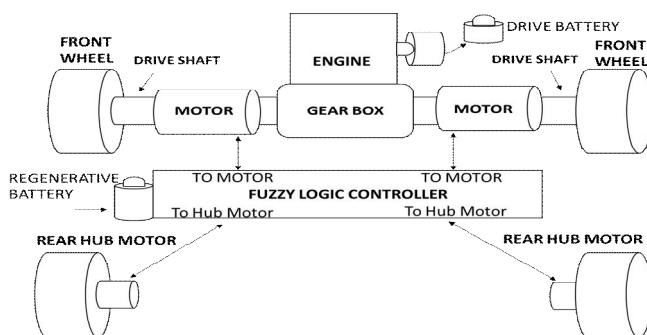 DRIVE BATTERY
FRONT
WHEEL
DRIVE SHAFT
ENGINE
DRIVE SHAFT
FRONT
WHEEL
MOTOR
GEAR BOX
MOTOR
REGENERATIVE
BATTERY
TO MOTOR
TO MOTOR
FUZZY LOGIC CONTROLLER
To Hub Motor
To Hub Motor
REAR HUB MOTOR
REAR HUB MOTOR